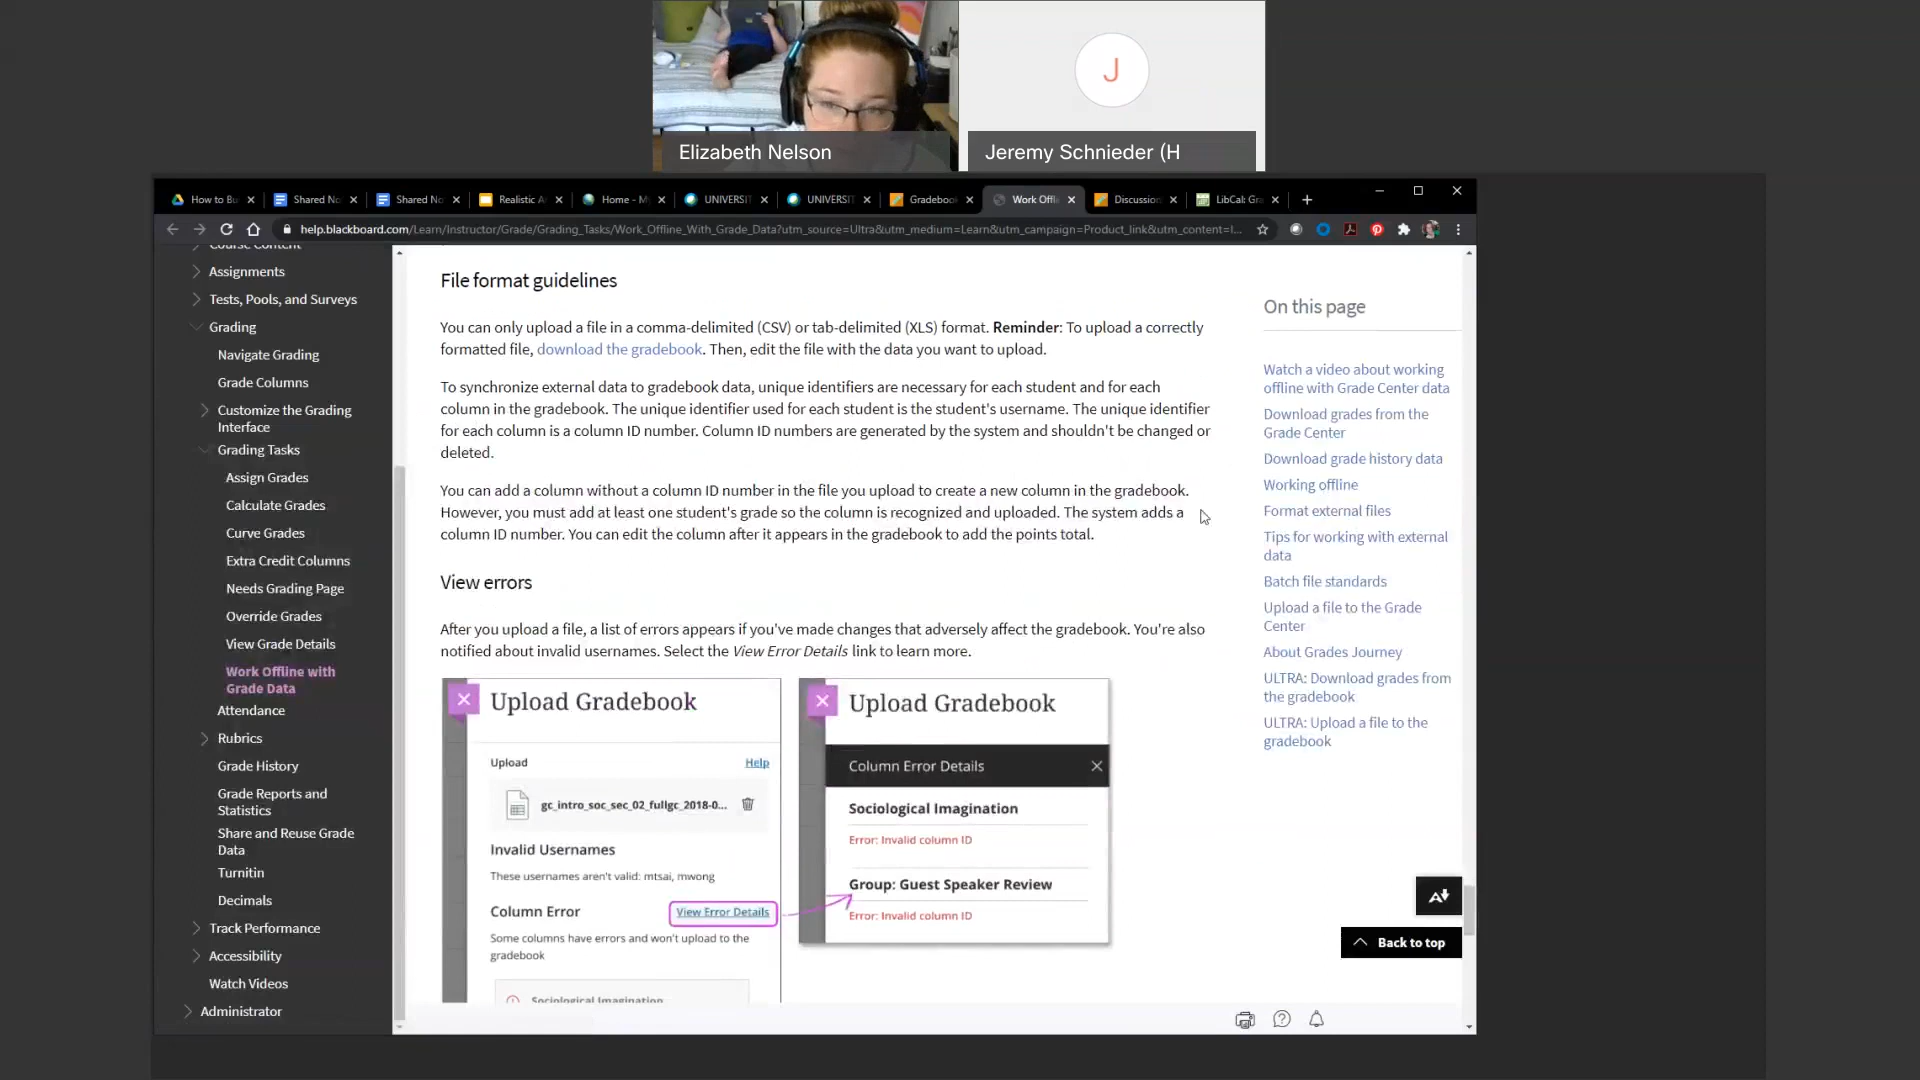 J
Elizabeth Nelson
Jeremy Schnieder (H
How to Bu
Shared No
Shared No
Realistic A
Home - My
UNIVERSIT
UNIVERSIT
Gradeboo
Work Offli
Discussion
LibCal: Gr
help.blackboard.com/Learn/Instructor/Grade/Grading_Tasks/Work_Offline_With_Grade_Data?utm_source=Ultra&utm_medium=Learn&utm_campaign=Product_link&utm_content=I...
Course Content
Assignments
Tests, Pools, and Surveys
Grading
Navigate Grading
Grade Columns
Customize the Grading
Interface
Grading Tasks
Assign Grades
Calculate Grades
Curve Grades
Extra Credit Columns
Needs Grading Page
Override Grades
View Grade Details
Work Offline with
Grade Data
Attendance
Rubrics
Grade History
Grade Reports and
Statistics
Share and Reuse Grade
Data
Turnitin
Decimals
Track Performance
Accessibility
Watch Videos
Administrator
File format guidelines
You can only upload a file in a comma-delimited (CSV) or tab-delimited (XLS) format. Reminder: To upload a correctly
formatted file, download the gradebook. Then, edit the file with the data you want to upload.
To synchronize external data to gradebook data, unique identifiers are necessary for each student and for each
column in the gradebook. The unique identifier used for each student is the student's username. The unique identifier
for each column is a column ID number. Column ID numbers are generated by the system and shouldn't be changed or
deleted.
You can add a column without a column ID number in the file you upload to create a new column in the gradebook.
However, you must add at least one student's grade so the column is recognized and uploaded. The system adds a
column ID number. You can edit the column after it appears in the gradebook to add the points total.
View errors
After you upload a file, a list of errors appears if you've made changes that adversely affect the gradebook. You're also
notified about invalid usernames. Select the View Error Details link to learn more.
Upload Gradebook
Upload
Help
gc_intro_soc_sec_02_fullgc_2018-0...
Invalid Usernames
These usernames aren't valid: mtsai, mwong
Column Error
View Error Details
Some columns have errors and won't upload to the
gradebook
Sociological Imagination
Upload Gradebook
Column Error Details
Sociological Imagination
Error: Invalid column ID
Group: Guest Speaker Review
Error: Invalid column ID
On this page
Watch a video about working
offline with Grade Center data
Download grades from the
Grade Center
Download grade history data
Working offline
Format external files
Tips for working with external
data
Batch file standards
Upload a file to the Grade
Center
About Grades Journey
ULTRA: Download grades from
the gradebook
ULTRA: Upload a file to the
gradebook
Back to top